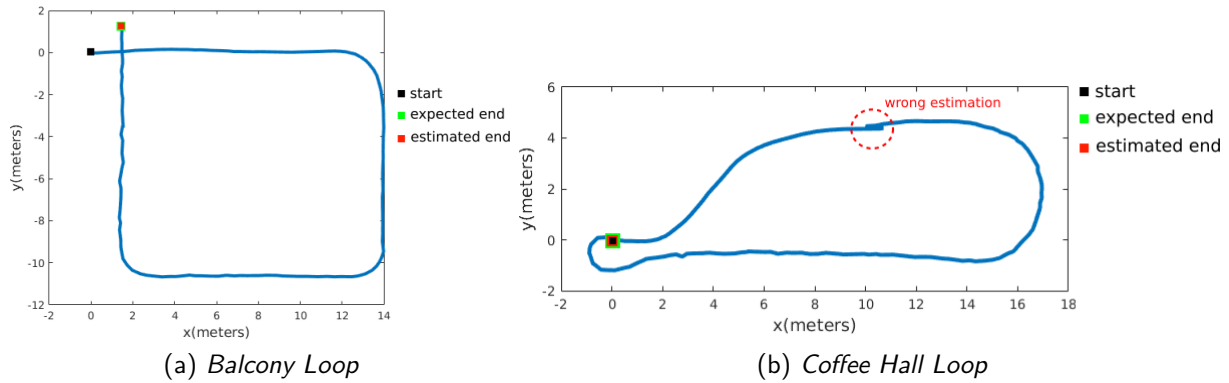 2
0
-2
-4
-6
-8
-10
-12
y(meters)
-2 0 2 4 6 8 10 12 14
x(meters)
start
expected end
estimated end
(a) Balcony Loop
6
4
2
0
-2
y(meters)
wrong estimation
-2 0 2 4 6 8 10 12 14 16 18
x(meters)
start
expected end
estimated end
(b) Coffee Hall Loop